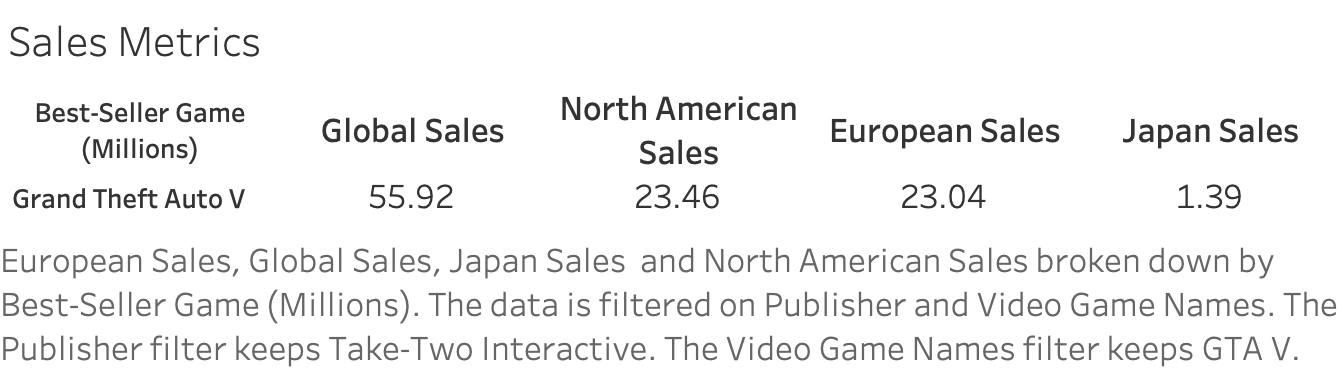 Sales Metrics
Best-Seller Game
(Millions)
Global Sales
North American
Sales
European Sales
Japan Sales
Grand Theft Auto V 55.92 23.46 23.04 1.39
European Sales, Global Sales, Japan Sales  and North American Sales broken down by
Best-Seller Game (Millions). The data is filtered on Publisher and Video Game Names. The
Publisher filter keeps Take-Two Interactive. The Video Game Names filter keeps GTA V.